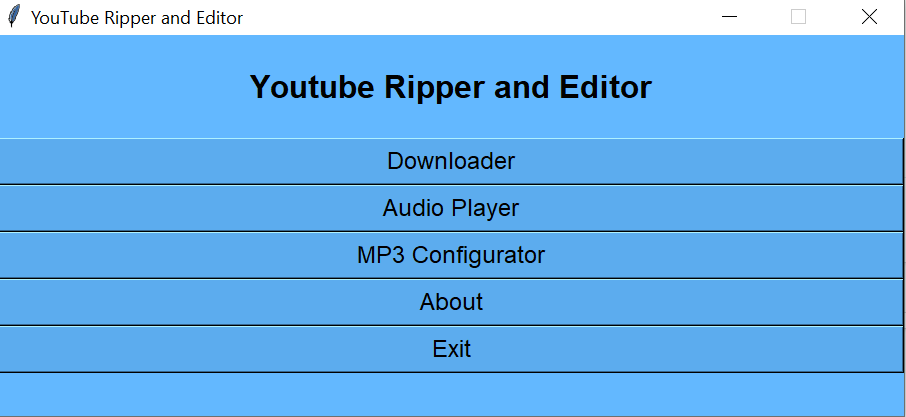 YouTube Ripper and Editor
Youtube Ripper and Editor
Downloader
Audio Player
MP3 Configurator
About
Exit